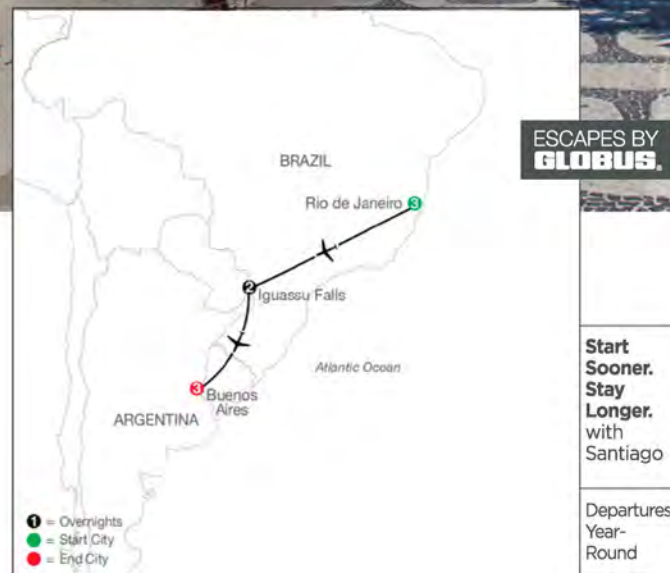 ESCAPES BY
GLOBUS®
BRAZIL
Rio de Janeiro 3
2
Iguassu Falls
Atlantic Ocean
3 Buenos
Aires
ARGENTINA
1 = Overnights
= Start City
= End City
Start
Sooner.
Stay
Longer.
with
Santiago
Departures
Year-
Round